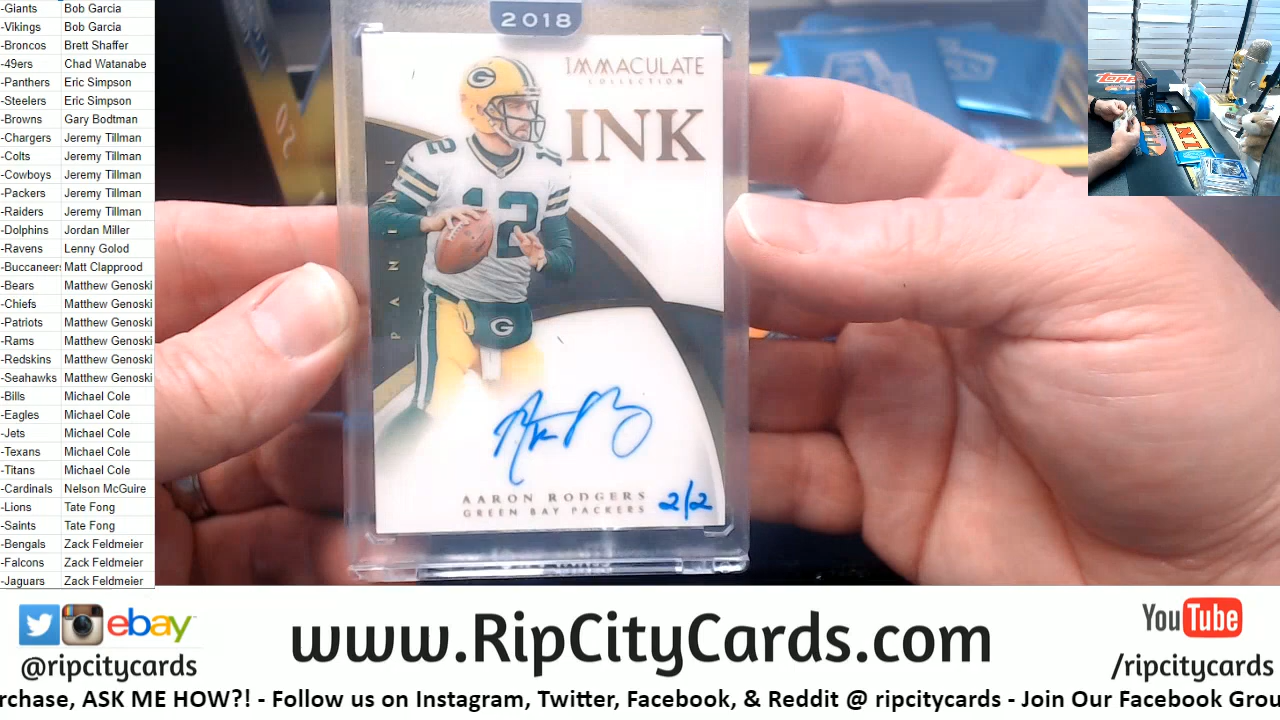 -Giants Bob Garcia
-Vikings Bob Garcia
-Broncos Brett Shaffer
-49ers Chad Watanabe
-Panthers Eric Simpson
-Steelers Eric Simpson
-Browns Gary Bodtman
-Chargers Jeremy Tillman
-Colts Jeremy Tillman
-Cowboys Jeremy Tillman
-Packers Jeremy Tillman
-Raiders Jeremy Tillman
-Dolphins Jordan Miller
-Ravens Lenny Golod
-Buccaneers Matt Clapprood
-Bears Matthew Genoski
-Chiefs Matthew Genoski
-Patriots Matthew Genoski
-Rams Matthew Genoski
-Redskins Matthew Genoski
-Seahawks Matthew Genoski
-Bills Michael Cole
-Eagles Michael Cole
-Jets Michael Cole
-Texans Michael Cole
-Titans Michael Cole
-Cardinals Nelson McGuire
-Lions Tate Fong
-Saints Tate Fong
-Bengals Zack Feldmeier
-Falcons Zack Feldmeier
-Jaguars Zack Feldmeier
2018
IMMACULATE
COLLECTION
INK
PANINI
G
12
12
12
G
AARON RODGERS
GREEN BAY PACKERS
2/2
Topps
ebay
@ripcitycards
www.RipCityCards.com
YouTube
/ripcitycards
rchase, ASK ME HOW?! - Follow us on Instagram, Twitter, Facebook, & Reddit @ ripcitycards - Join Our Facebook Grou